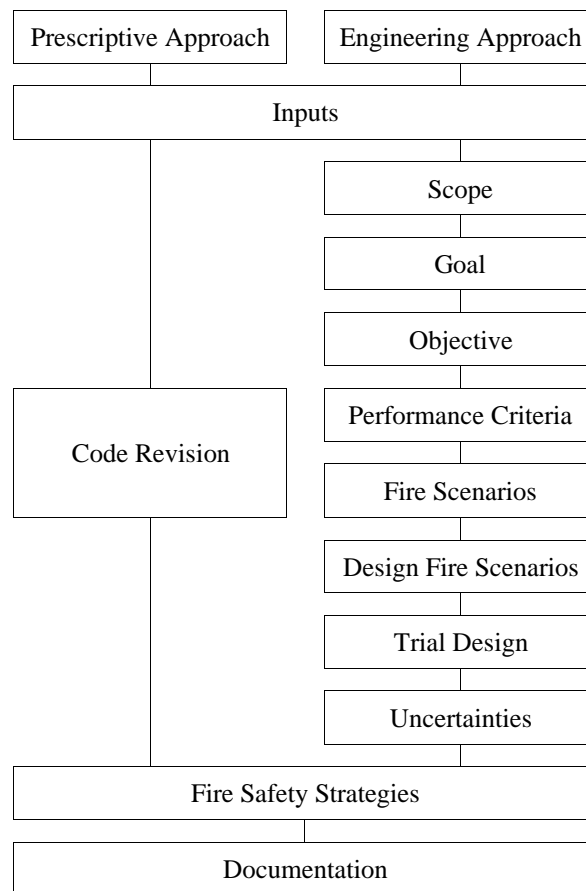 Prescriptive Approach
Engineering Approach
Inputs
Scope
Goal
Objective
Performance Criteria
Code Revision
Fire Scenarios
Design Fire Scenarios
Trial Design
Uncertainties
Fire Safety Strategies
Documentation